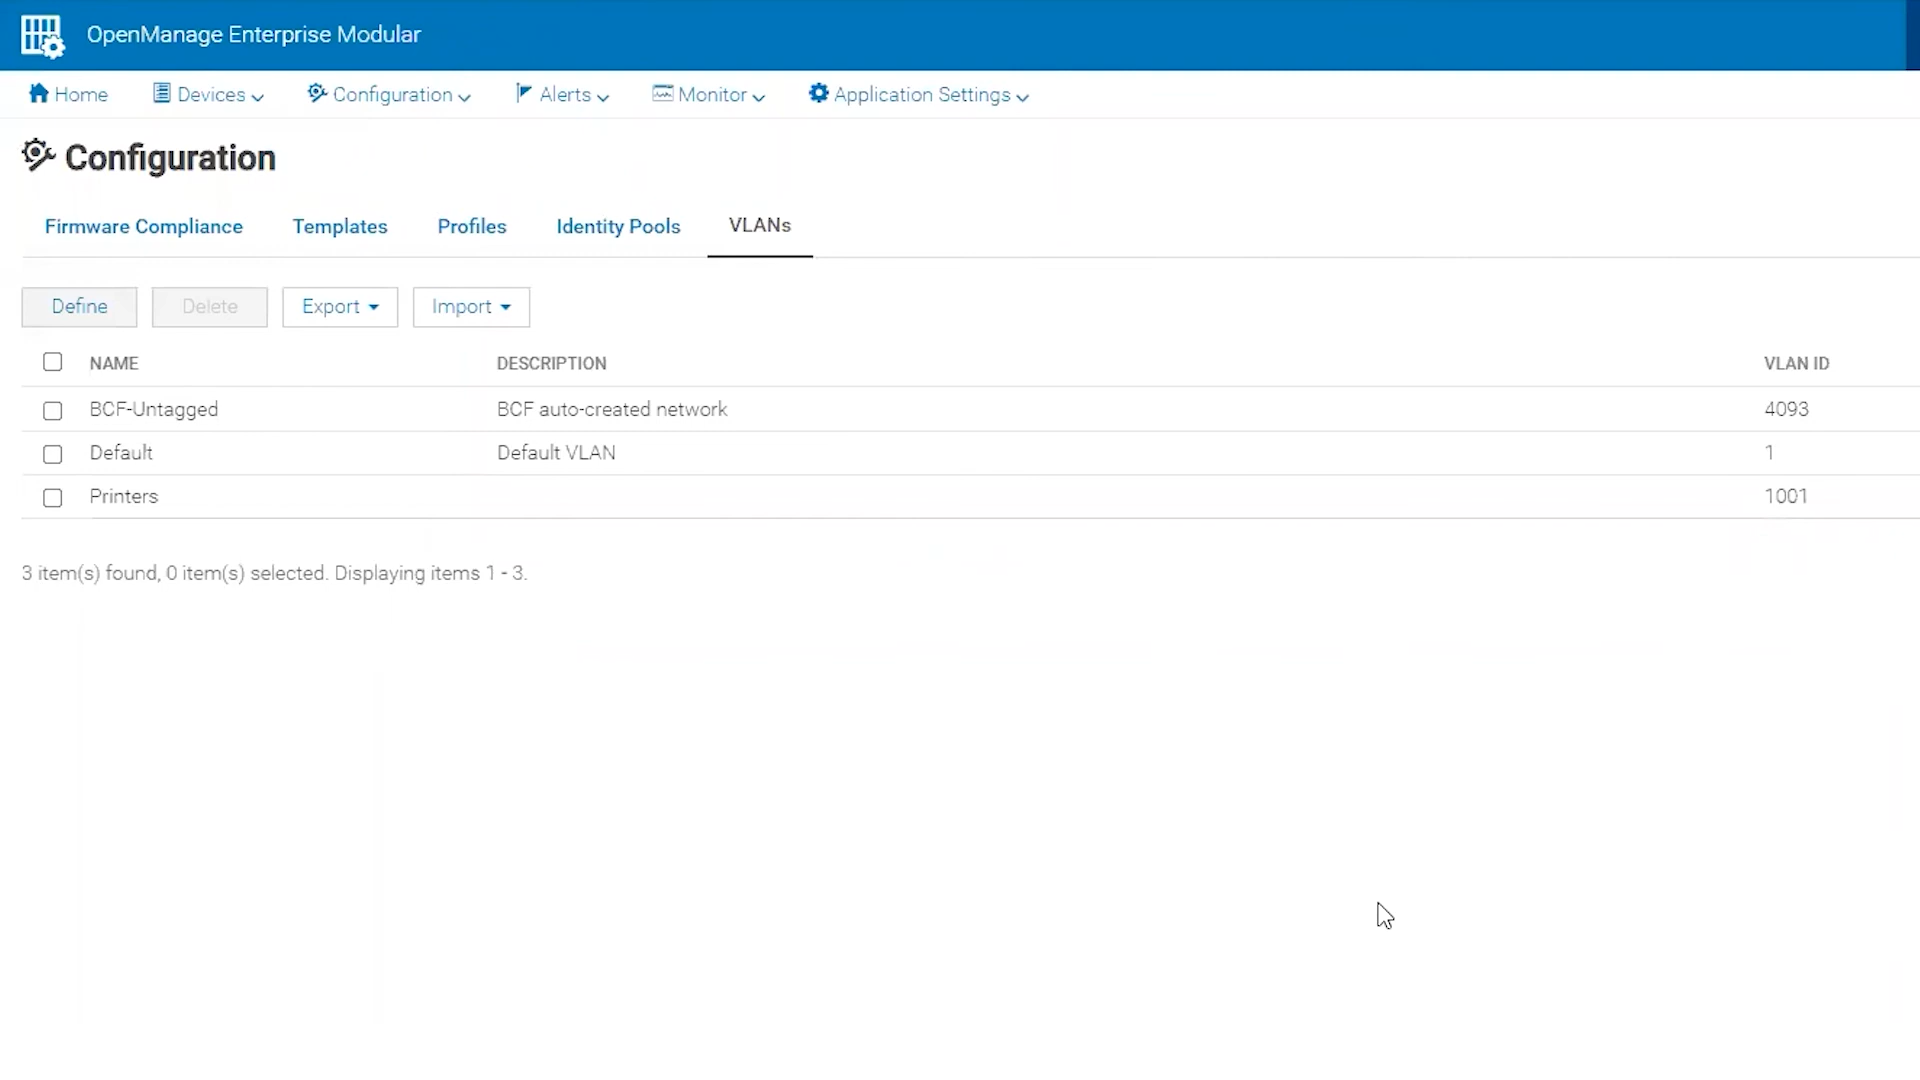 OpenManage Enterprise Modular
Home Devices Configuration Alerts Monitor Application Settings
Configuration
Firmware Compliance Templates Profiles Identity Pools VLANs
Define Delete Export Import
NAME DESCRIPTION VLAN ID
BCF-Untagged BCF auto-created network 4093
Default Default VLAN 1
Printers 1001
3 item(s) found, 0 item(s) selected. Displaying items 1 - 3.